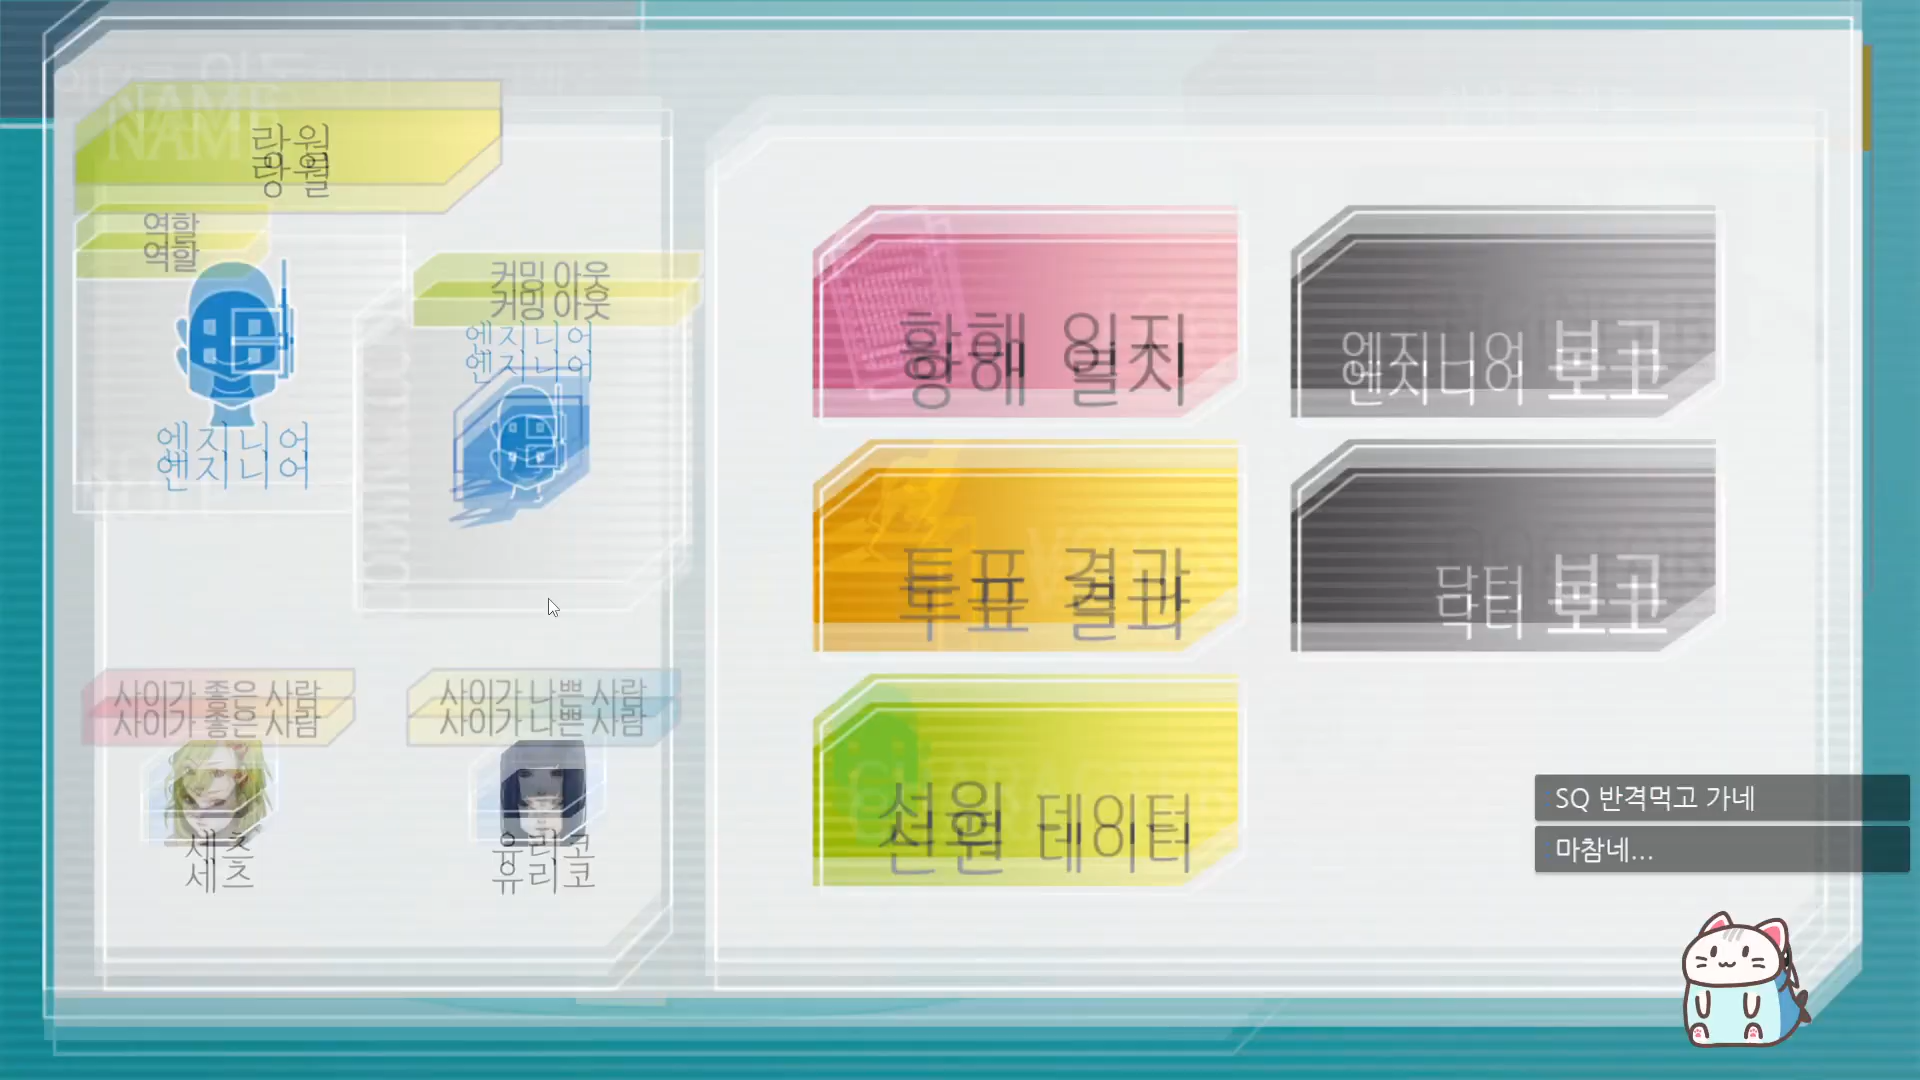 NAME
랑월
역할
엔지니어
커밍 아웃
엔지니어
사이가 좋은 사람
세츠
사이가 나쁜 사람
유리코
항해 일지
엔지니어 보고
투표 결과
닥터 보고
선원 데이터
SQ 반격먹고 가네
마참네...